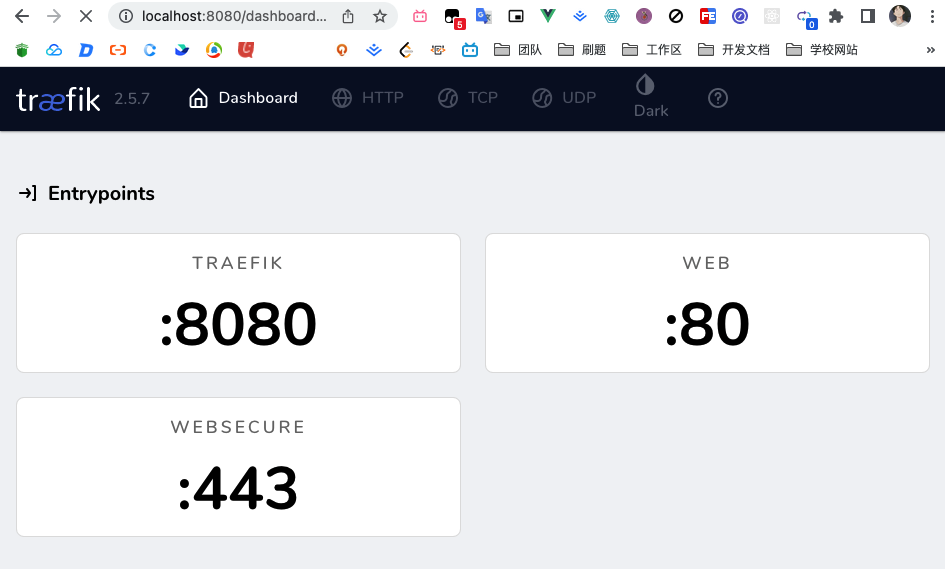 localhost:8080/dashboard...
5
0
团队
刷题
工作区
开发文档
学校网站
»
træfik 2.5.7 Dashboard HTTP TCP UDP Dark
Entrypoints
TRAEFIK
:8080
WEB
:80
WEBSECURE
:443